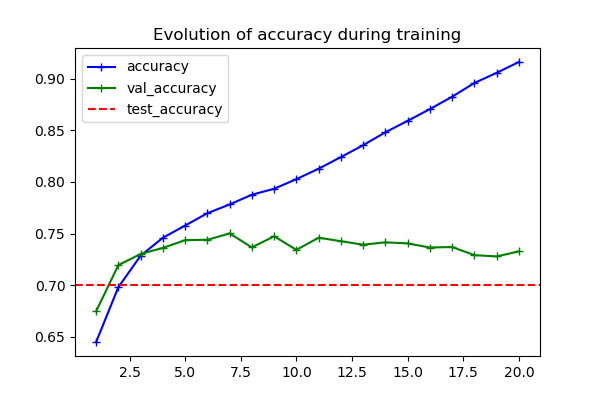 Evolution of accuracy during training
accuracy
val_accuracy
test_accuracy
0.90
0.85
0.80
0.75
0.70
0.65
2.5 5.0 7.5 10.0 12.5 15.0 17.5 20.0